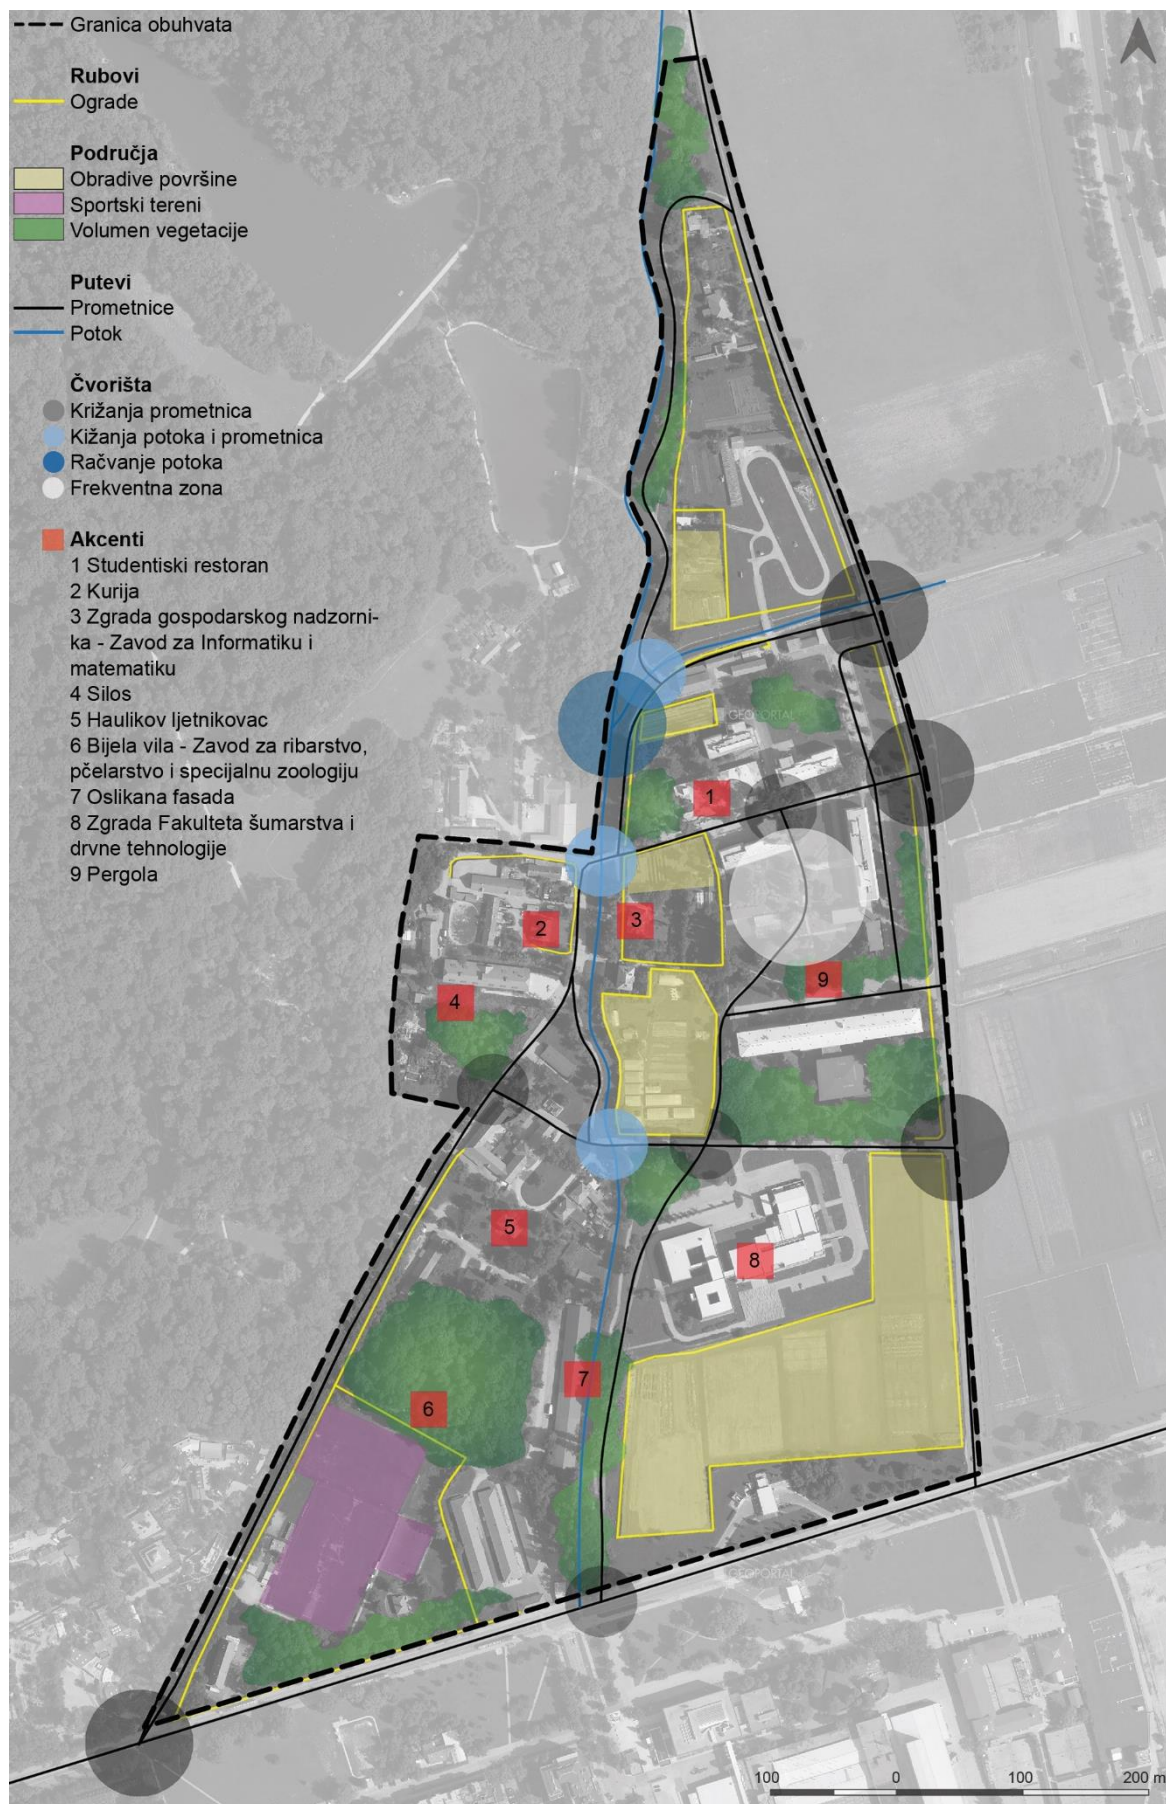 Granica obuhvata
Rubovi
Ograde
Područja
Obradive površine
Sportski tereni
Volumen vegetacije
Putevi
Prometnice
Potok
Čvorišta
Križanja prometnica
Kižanja potoka i prometnica
Račvanje potoka
Frekventna zona
Akcenti
1 Studentiski restoran
2 Kurija
3 Zgrada gospodarskog nadzorni-
ka - Zavod za Informatiku i
matematiku
4 Silos
5 Haulikov ljetnikovac
6 Bijela vila - Zavod za ribarstvo,
pčelarstvo i specijalnu zoologiju
7 Oslikana fasada
8 Zgrada Fakulteta šumarstva i
drvne tehnologije
9 Pergola
GEOPORTAL
1
2
3
9
4
5
8
7
6
GEOPORTAL
100 0 100 200 m